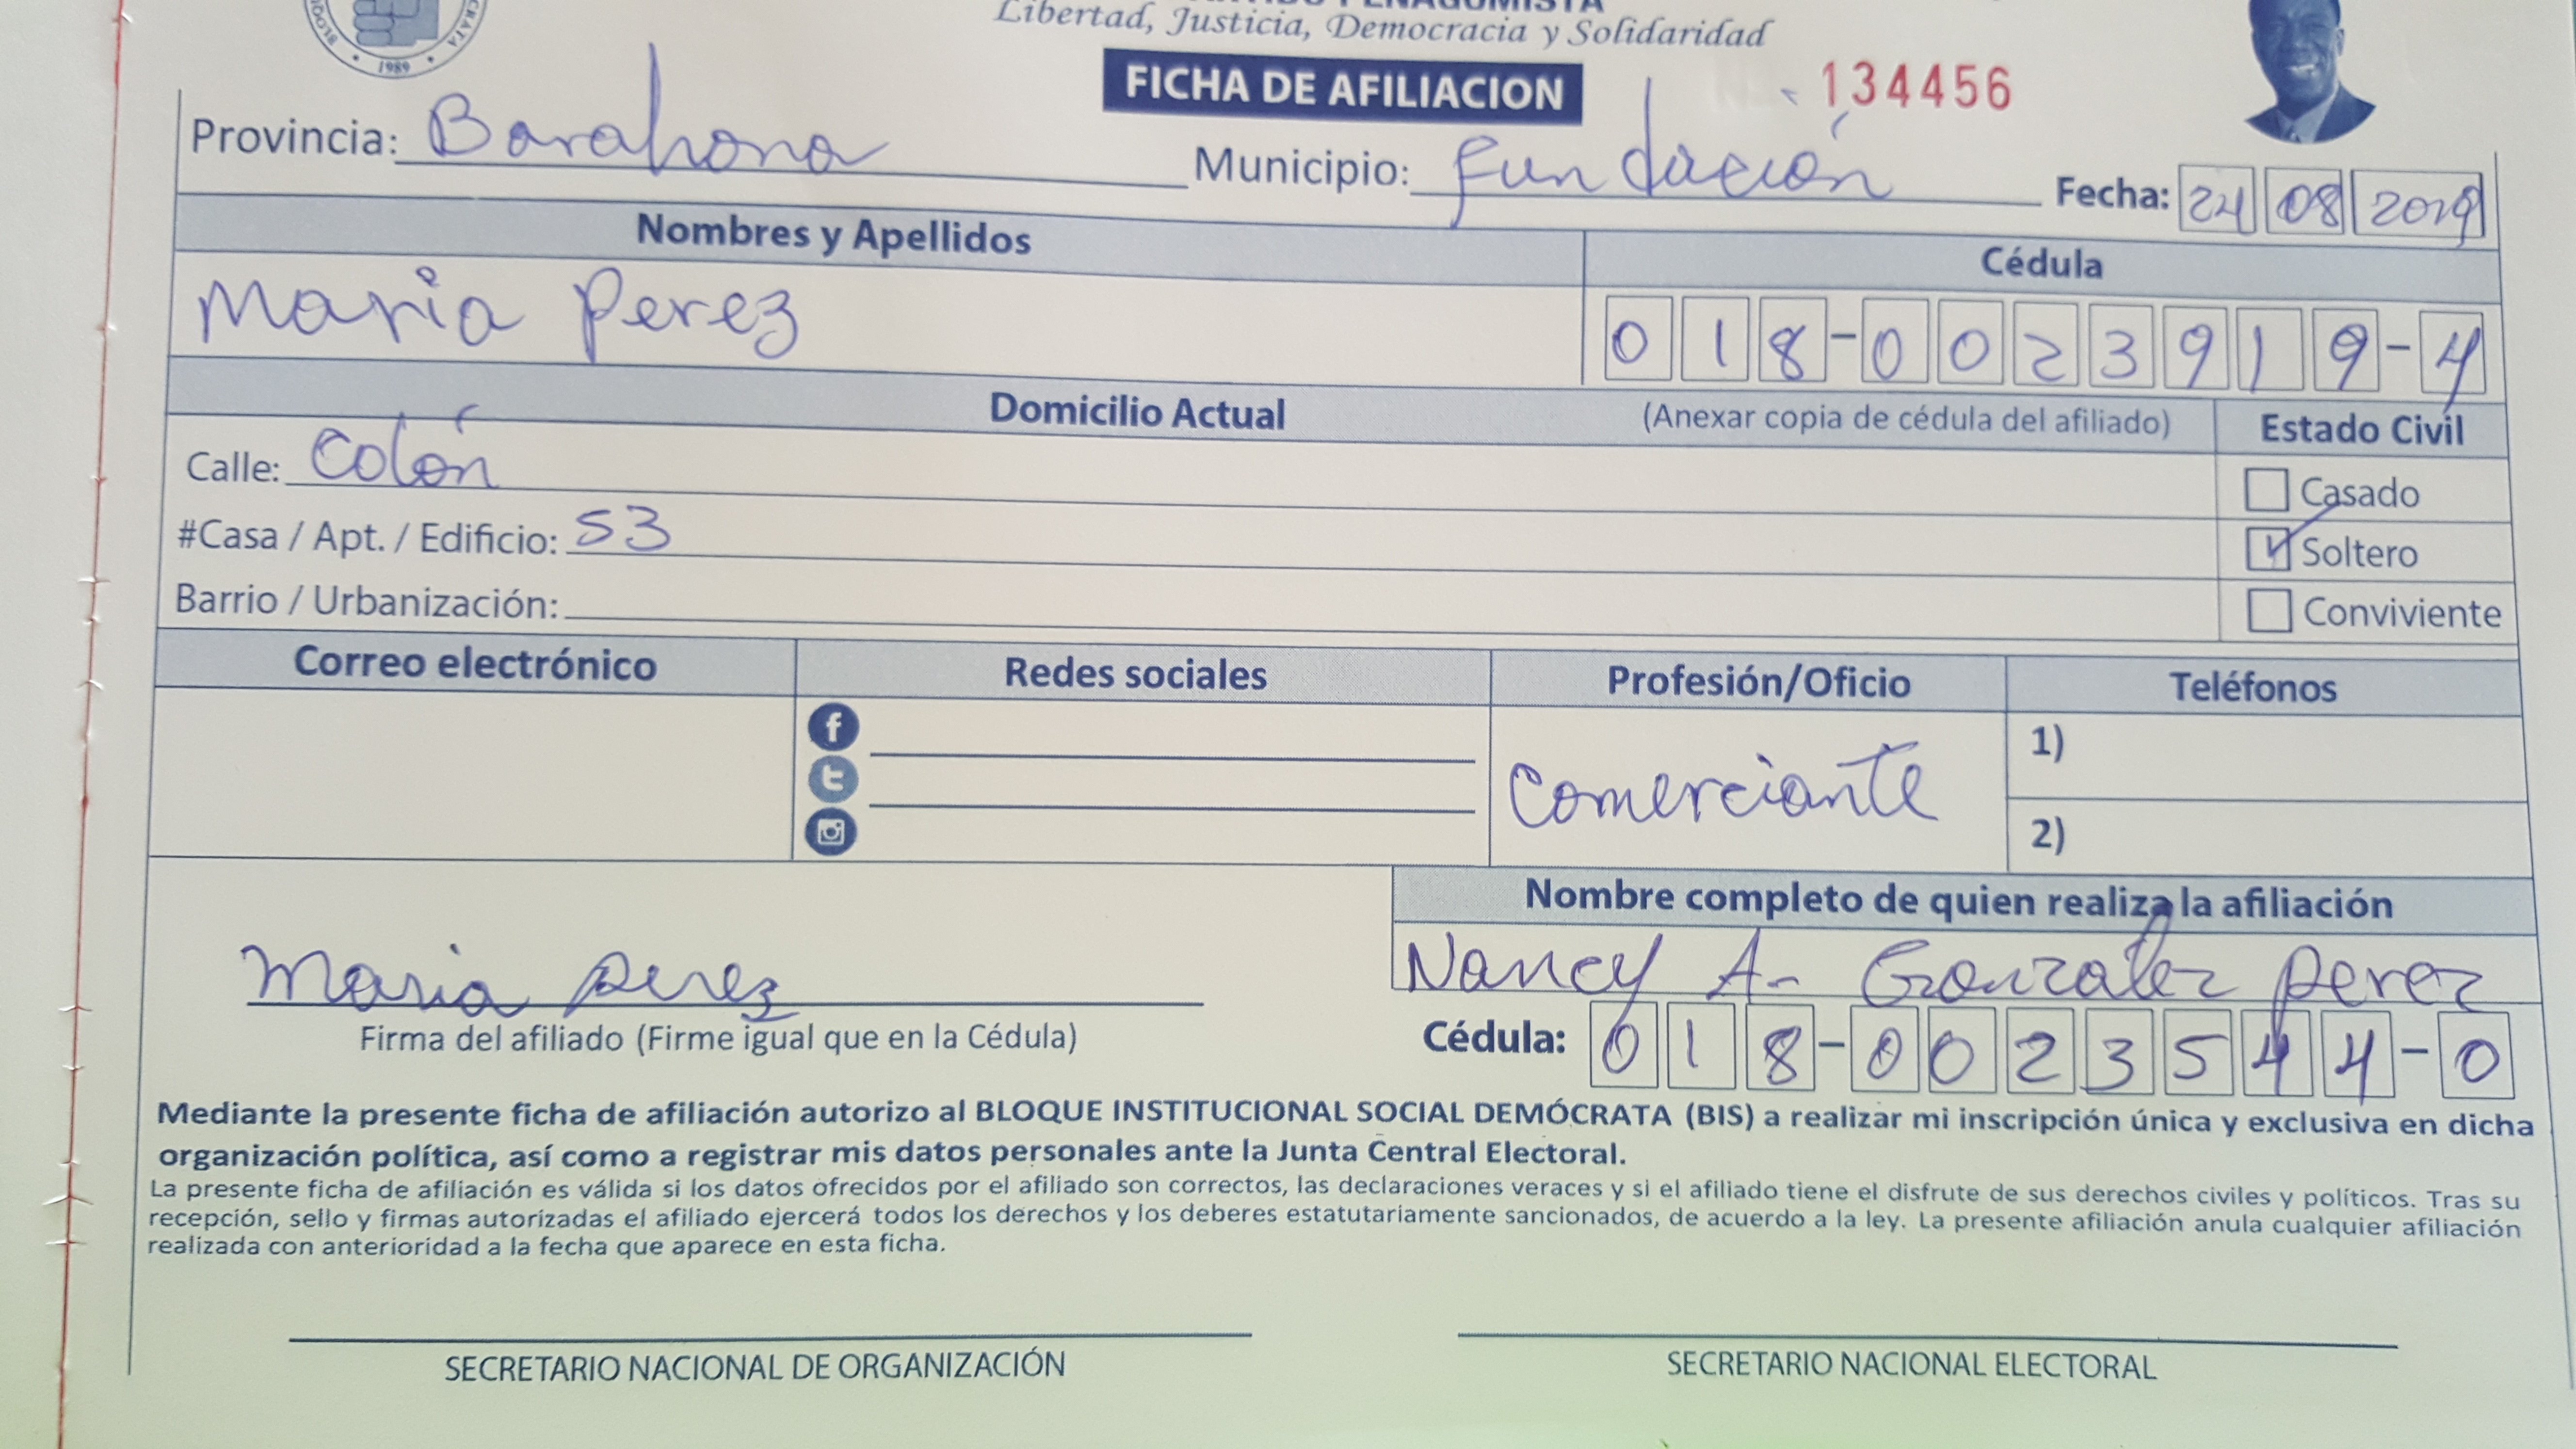 1989
Libertad, Justicia, Democracia y Solidaridad
FICHA DE AFILIACION
134456
Provincia: Barahona Municipio: Fundación Fecha: 24 08 2019
Nombres y Apellidos Cédula
Maria Perez 018-0023919-4
Domicilio Actual (Anexar copia de cédula del afiliado) Estado Civil
Calle: Colón Casado
#Casa / Apt. / Edificio: 53 Soltero
Barrio / Urbanización: Conviviente
Correo electrónico Redes sociales Profesión/Oficio Teléfonos
Comerciante
1)
2)
Nombre completo de quien realiza la afiliación
Maria Perez Nancy A- Gonzalez Perez
Firma del afiliado (Firme igual que en la Cédula) Cédula: 018-0023544-0
Mediante la presente ficha de afiliación autorizo al BLOQUE INSTITUCIONAL SOCIAL DEMÓCRATA (BIS) a realizar mi inscripción única y exclusiva en dicha
organización política, así como a registrar mis datos personales ante la Junta Central Electoral.
La presente ficha de afiliación es válida si los datos ofrecidos por el afiliado son correctos, las declaraciones veraces y si el afiliado tiene el disfrute de sus derechos civiles y políticos. Tras su
recepción, sello y firmas autorizadas el afiliado ejercerá todos los derechos y los deberes estatutariamente sancionados, de acuerdo a la ley. La presente afiliación anula cualquier afiliación
realizada con anterioridad a la fecha que aparece en esta ficha.
SECRETARIO NACIONAL DE ORGANIZACIÓN SECRETARIO NACIONAL ELECTORAL